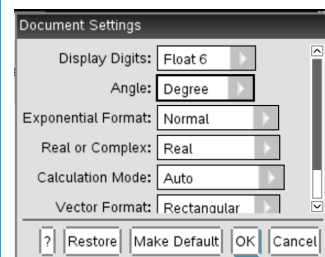 Document Settings
Display Digits: Float 6
Angle: Degree
Exponential Format: Normal
Real or Complex: Real
Calculation Mode: Auto
Vector Format: Rectangular
? Restore Make Default OK Cancel